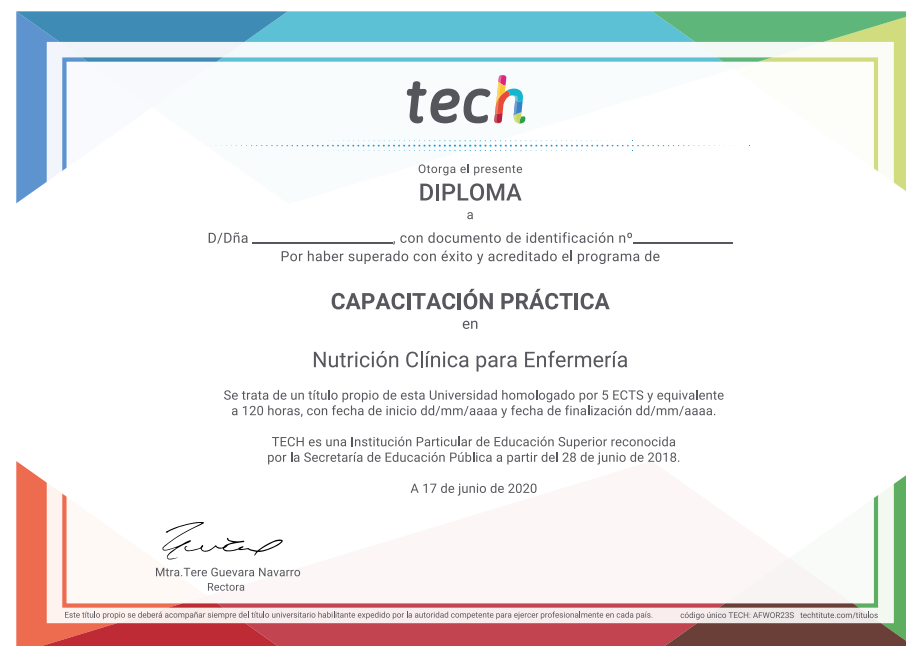 tech
Otorga el presente
DIPLOMA
a
D/Dña ____________________, con documento de identificación nº______________
Por haber superado con éxito y acreditado el programa de
CAPACITACIÓN PRÁCTICA
en
Nutrición Clínica para Enfermería
Se trata de un título propio de esta Universidad homologado por 5 ECTS y equivalente
a 120 horas, con fecha de inicio dd/mm/aaaa y fecha de finalización dd/mm/aaaa.
TECH es una Institución Particular de Educación Superior reconocida
por la Secretaría de Educación Pública a partir del 28 de junio de 2018.
A 17 de junio de 2020
Mtra.Tere Guevara Navarro
Rectora
Este título propio se deberá acompañar siempre del título universitario habilitante expedido por la autoridad competente para ejercer profesionalmente en cada país. código único TECH: AFWOR23S techtitute.com/titulos